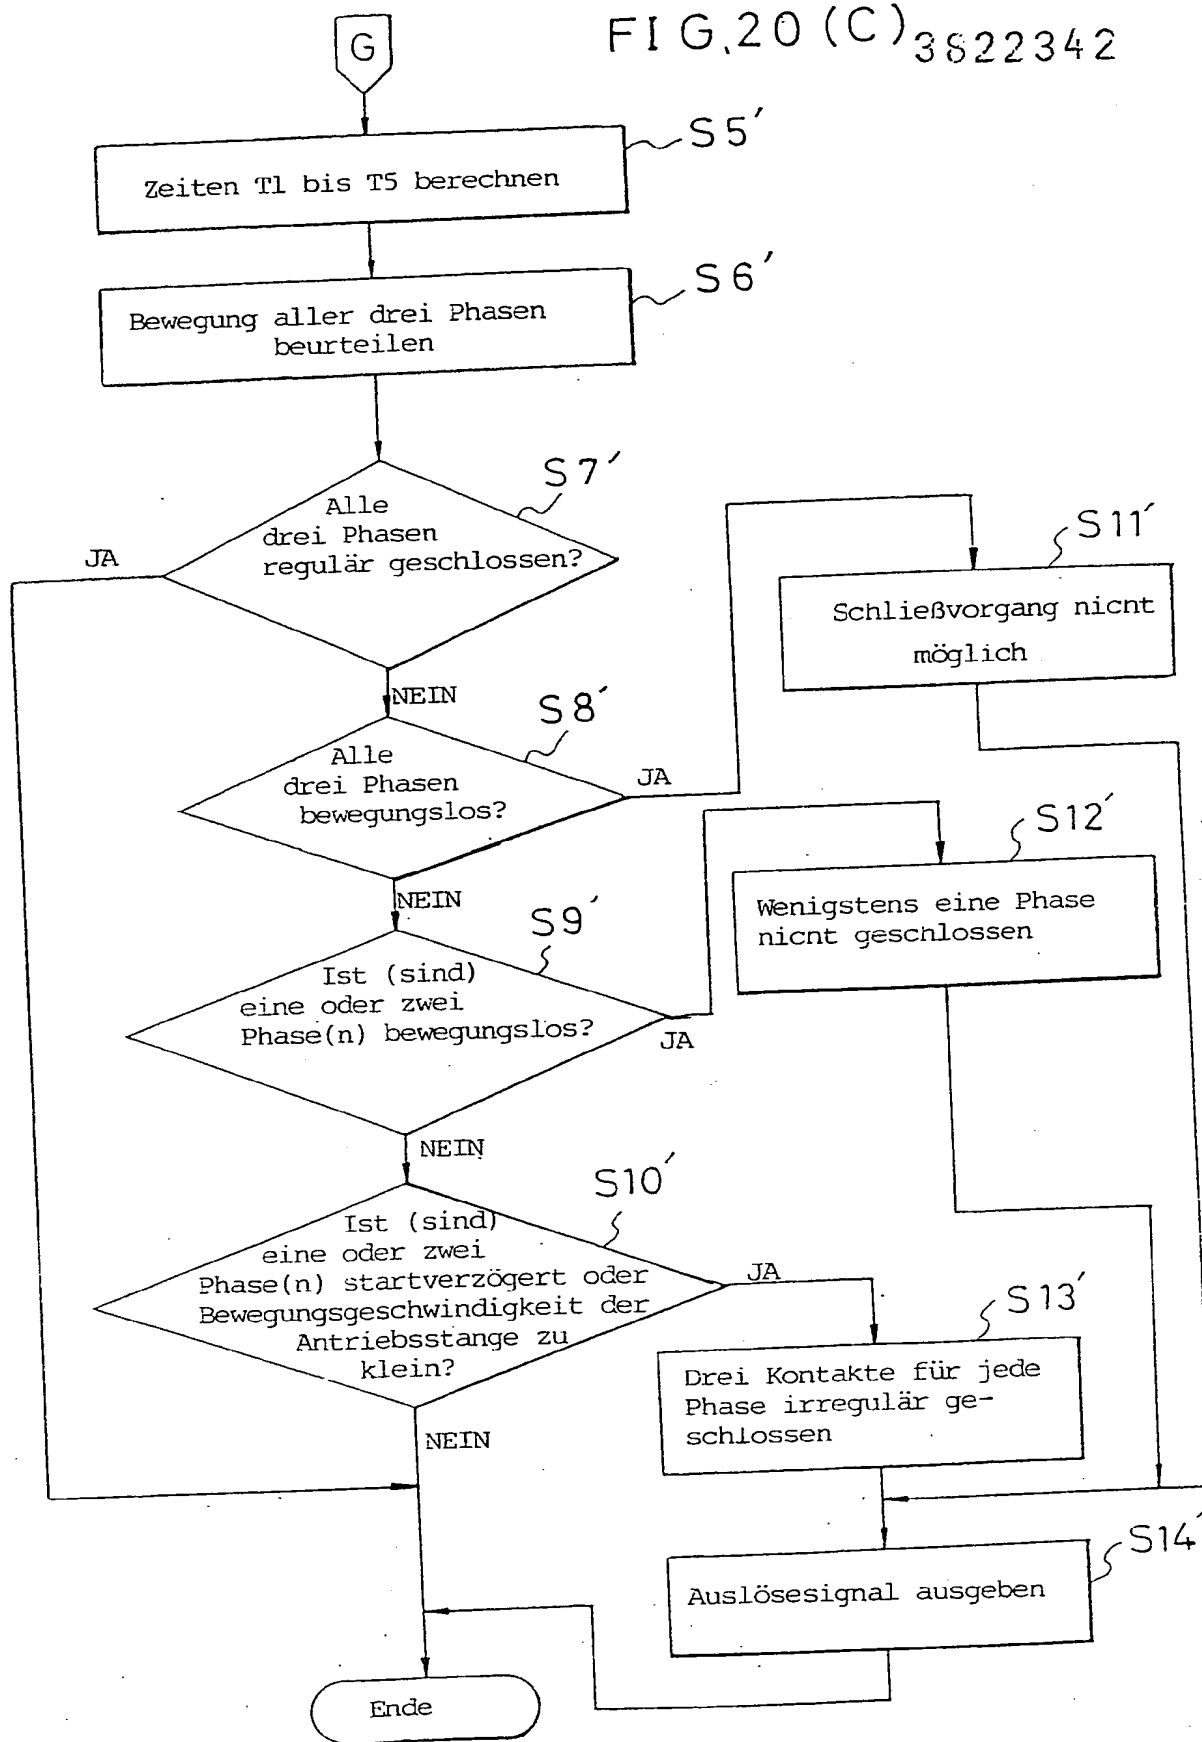 FIG.20 (C) 3822342
G
S5'
Zeiten T1 bis T5 berechnen
S6'
Bewegung aller drei Phasen
beurteilen
S7'
Alle
drei Phasen
regulär geschlossen?
JA
NEIN
S11'
Schließvorgang nicnt
möglich
S8'
Alle
drei Phasen
bewegungslos?
JA
NEIN
S12'
Wenigstens eine Phase
nicnt geschlossen
S9'
Ist (sind)
eine oder zwei
Phase(n) bewegungslos?
JA
NEIN
S10'
Ist (sind)
eine oder zwei
Phase(n) startverzögert oder
Bewegungsgeschwindigkeit der
Antriebsstange zu
klein?
JA
NEIN
S13'
Drei Kontakte für jede
Phase irregulär ge-
schlossen
S14'
Auslösesignal ausgeben
Ende